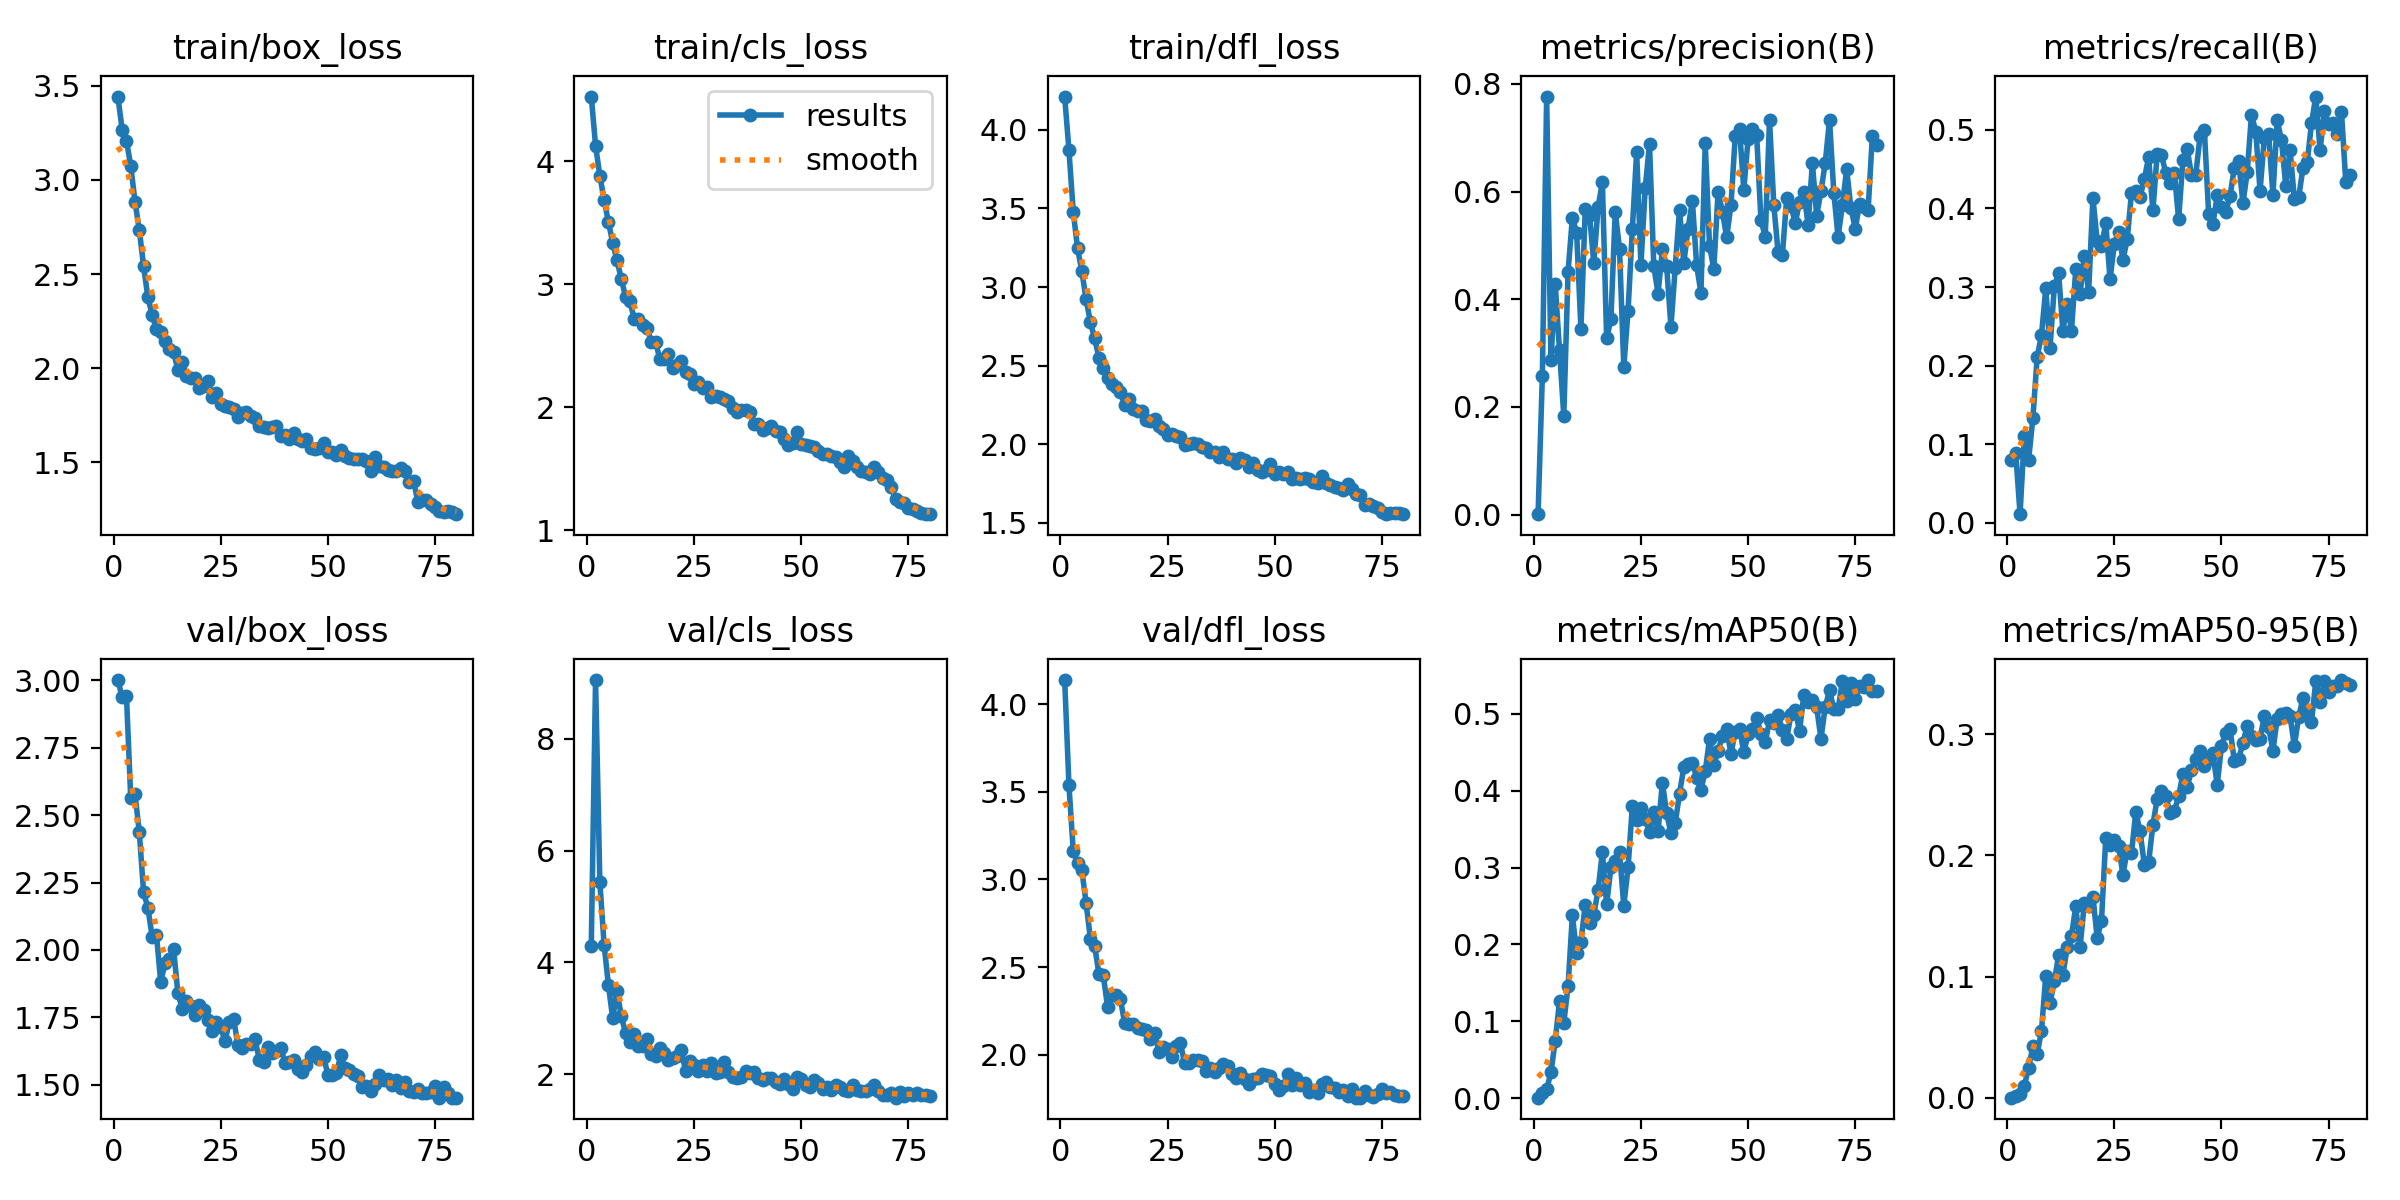 train/box_loss
3.5
3.0
2.5
2.0
1.5
0 25 50 75
train/cls_loss
results
smooth
4
3
2
1
0 25 50 75
train/dfl_loss
4.0
3.5
3.0
2.5
2.0
1.5
0 25 50 75
metrics/precision(B)
0.8
0.6
0.4
0.2
0.0
0 25 50 75
metrics/recall(B)
0.5
0.4
0.3
0.2
0.1
0.0
0 25 50 75
val/box_loss
3.00
2.75
2.50
2.25
2.00
1.75
1.50
0 25 50 75
val/cls_loss
8
6
4
2
0 25 50 75
val/dfl_loss
4.0
3.5
3.0
2.5
2.0
0 25 50 75
metrics/mAP50(B)
0.5
0.4
0.3
0.2
0.1
0.0
0 25 50 75
metrics/mAP50-95(B)
0.3
0.2
0.1
0.0
0 25 50 75